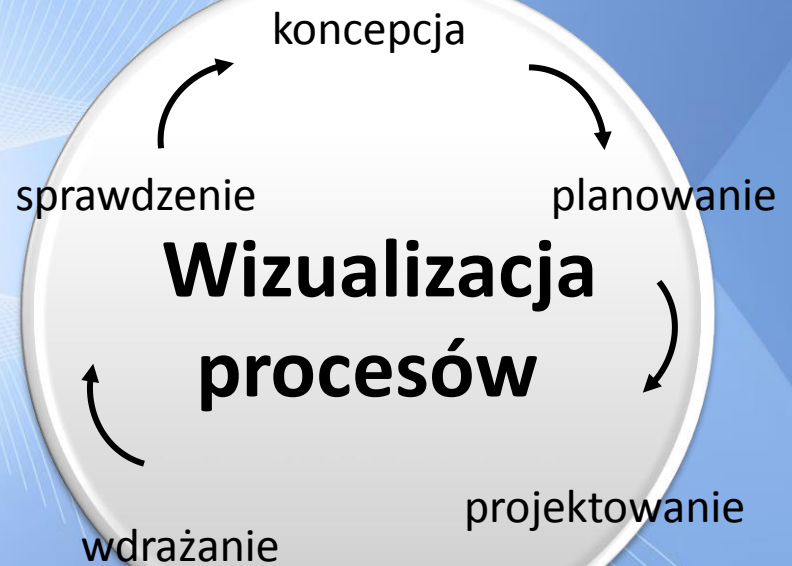 koncepcja
sprawdzenie
planowanie
Wizualizacja
procesów
projektowanie
wdrażanie